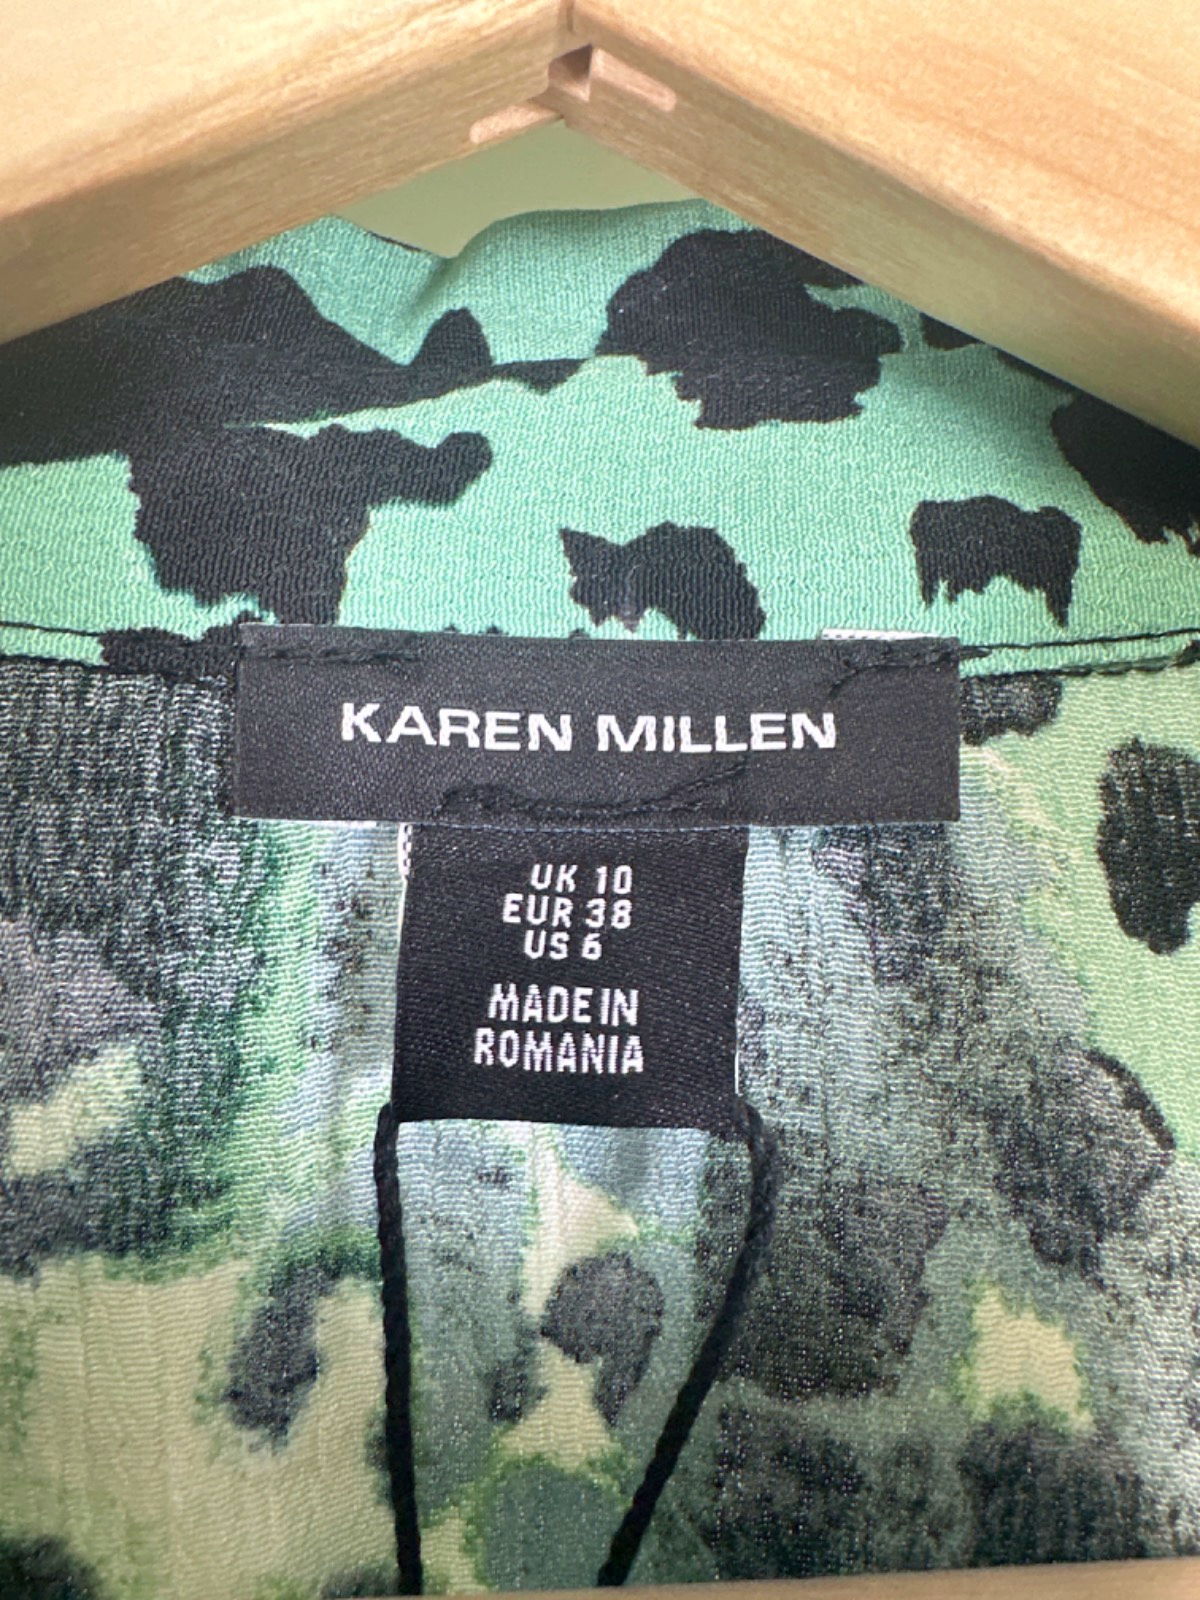 KAREN MILLEN
UK 10
EUR 38
US 6
MADE IN
ROMANIA